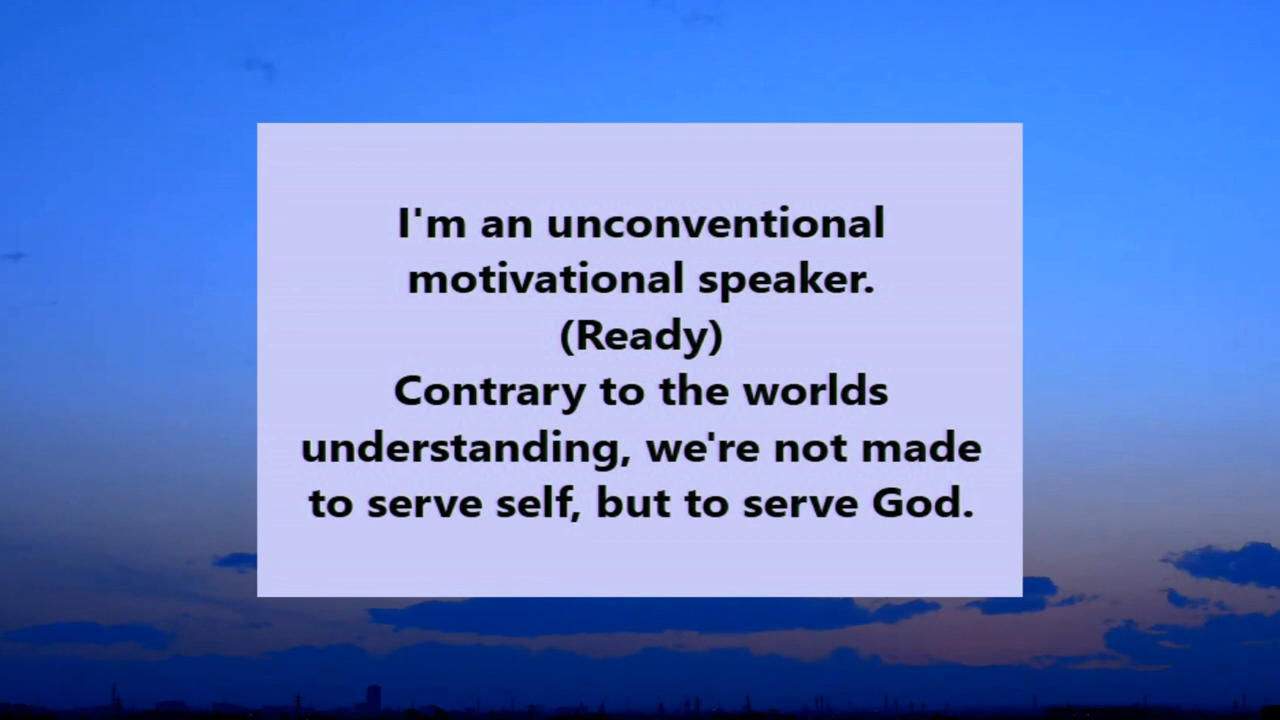 I'm an unconventional
motivational speaker.
(Ready)
Contrary to the worlds
understanding, we're not made
to serve self, but to serve God.